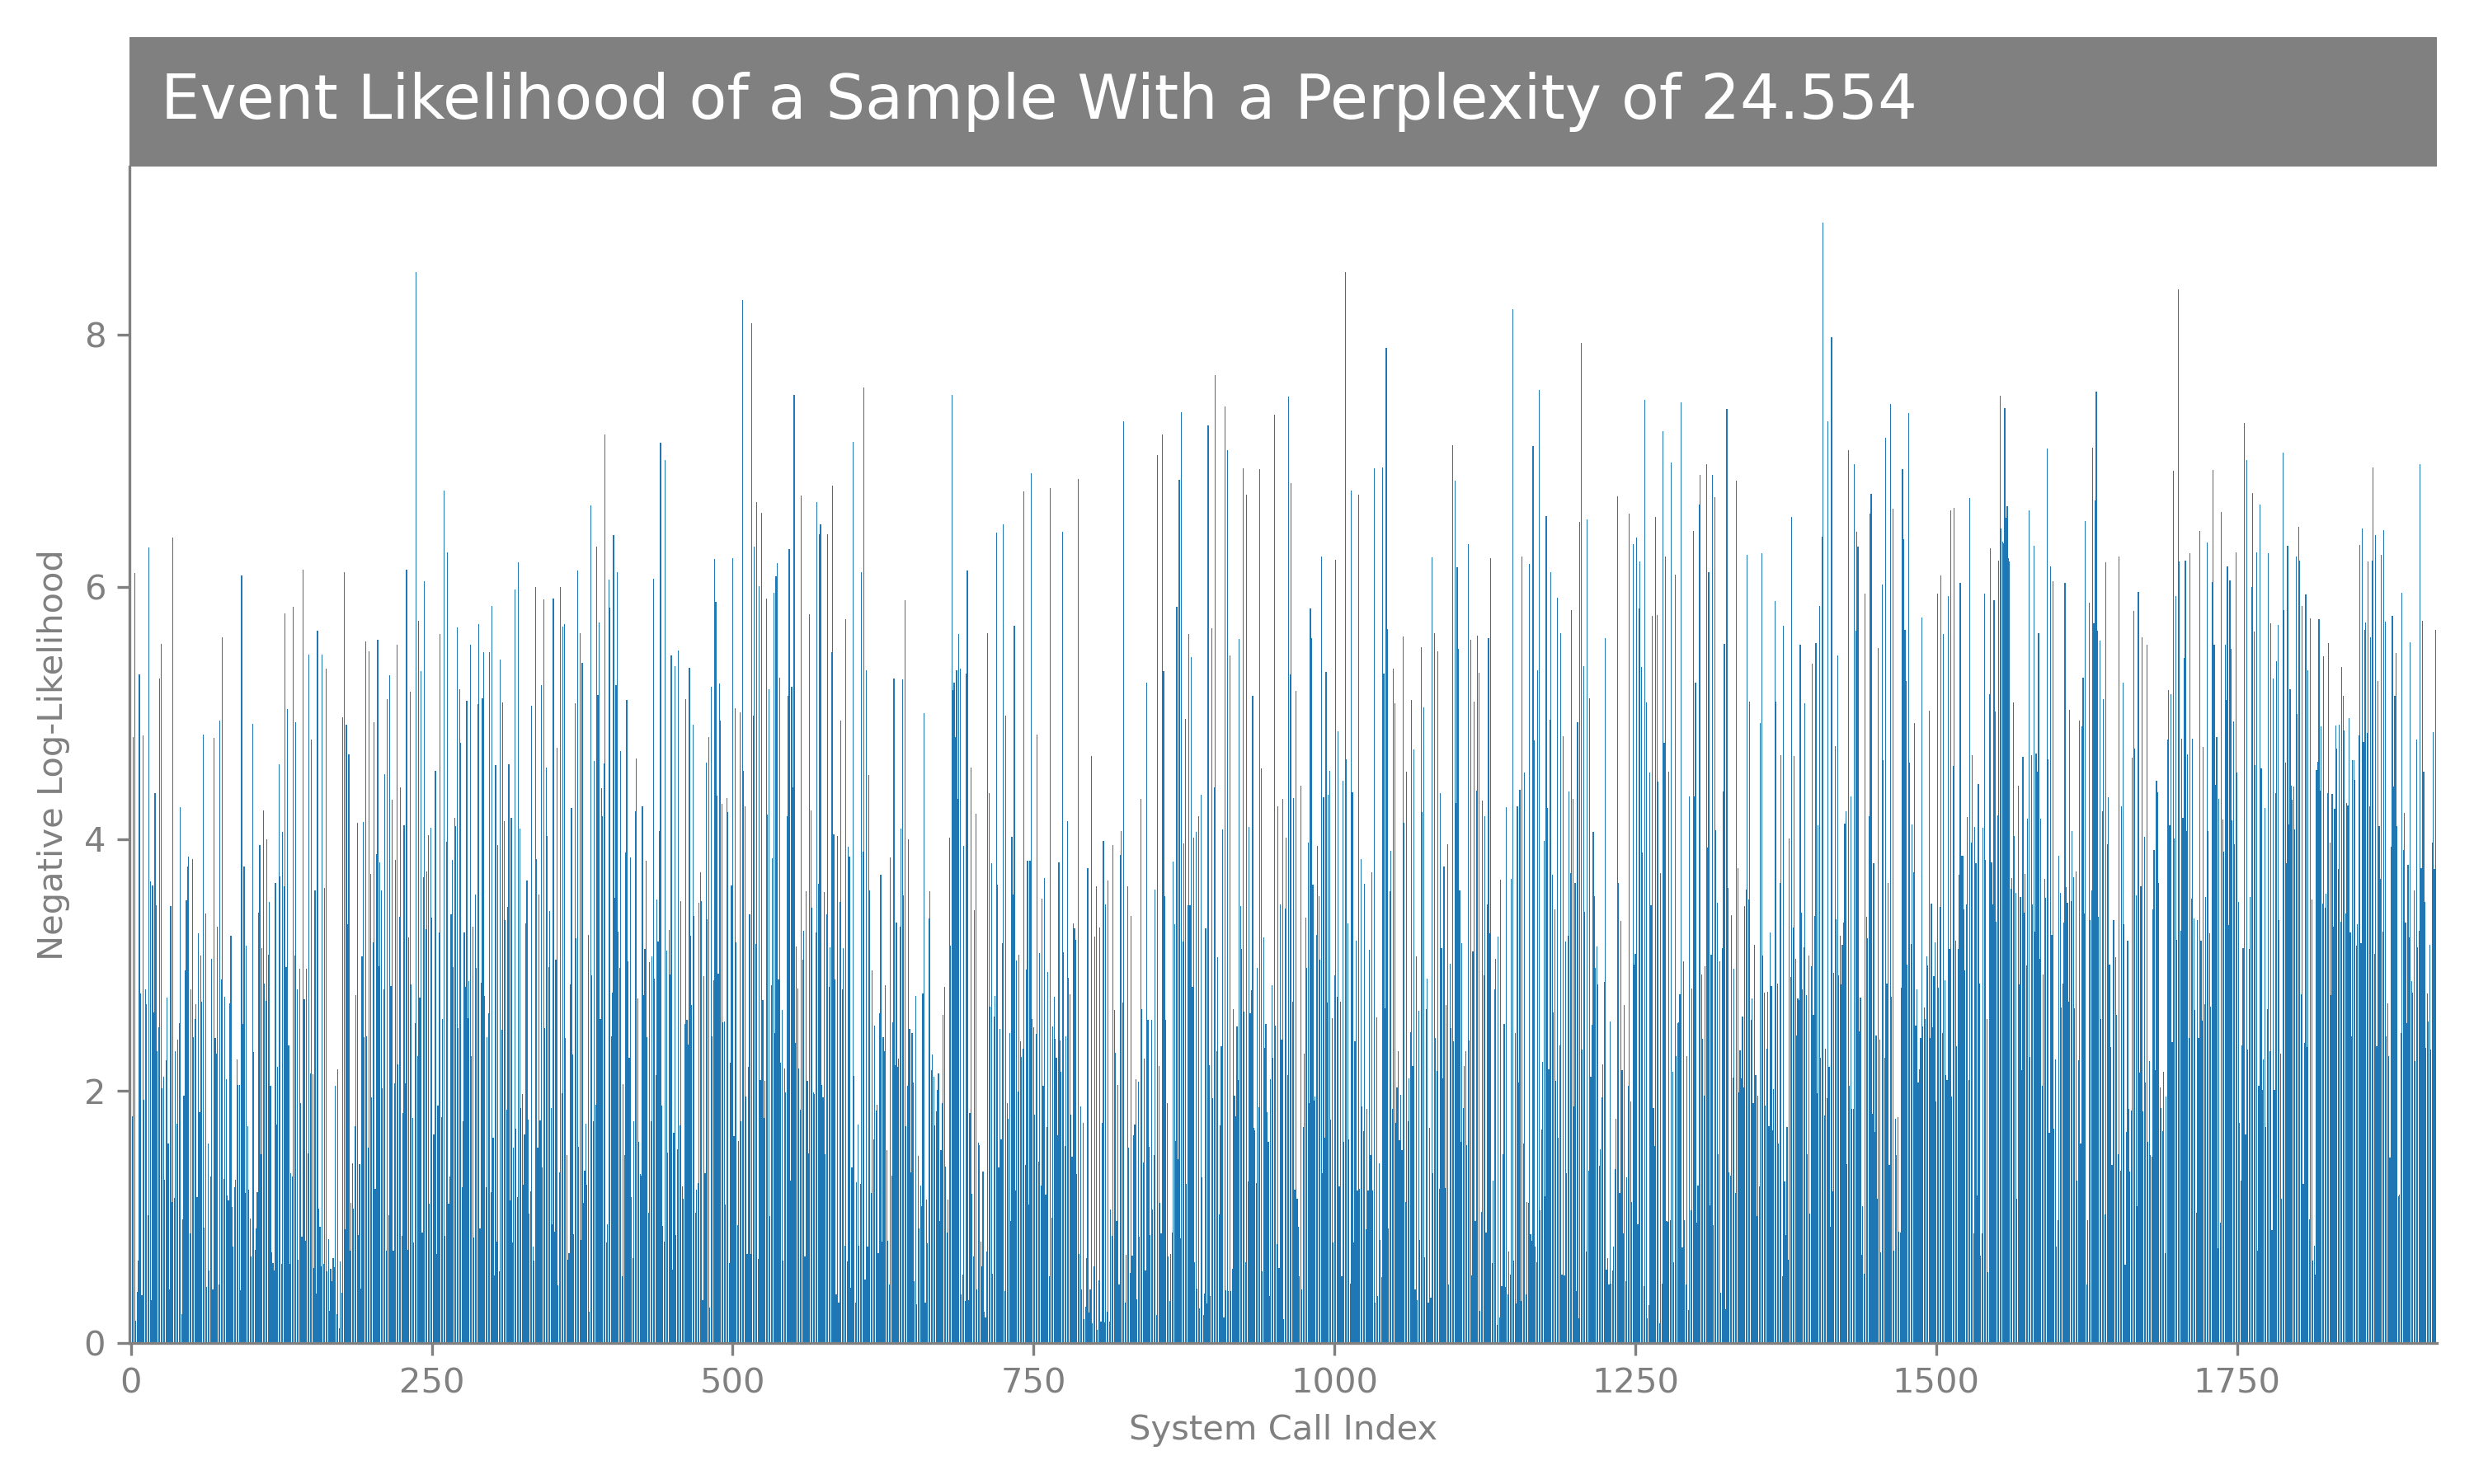 Event Likelihood of a Sample With a Perplexity of 24.554
Negative Log-Likelihood
8
6
4
2
0
0 250 500 750 1000 1250 1500 1750
System Call Index